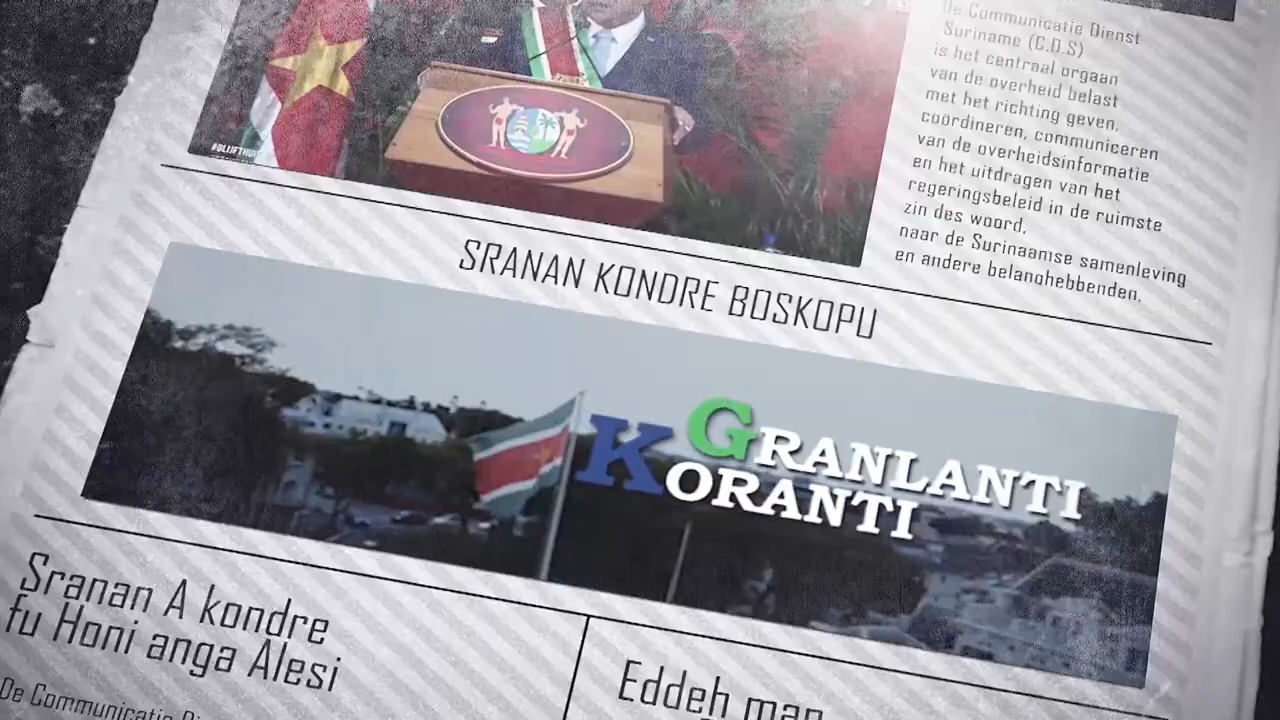 De Communicatie Dienst
Suriname (C.D.S)
is het centraal orgaan
van de overheid belast
met het richting geven,
coördineren, communiceren
van de overheidsinformatie
en het uitdragen van het
regeringsbeleid in de ruimste
zin des woord,
naar de Surinaamse samenleving
en andere belanghebbenden.
SRANAN KONDRE BOSKOPU
GRANLANTI
KORANTI
Sranan A kondre
fu Honi anga Alesi
De Communicatie
Eddeh man